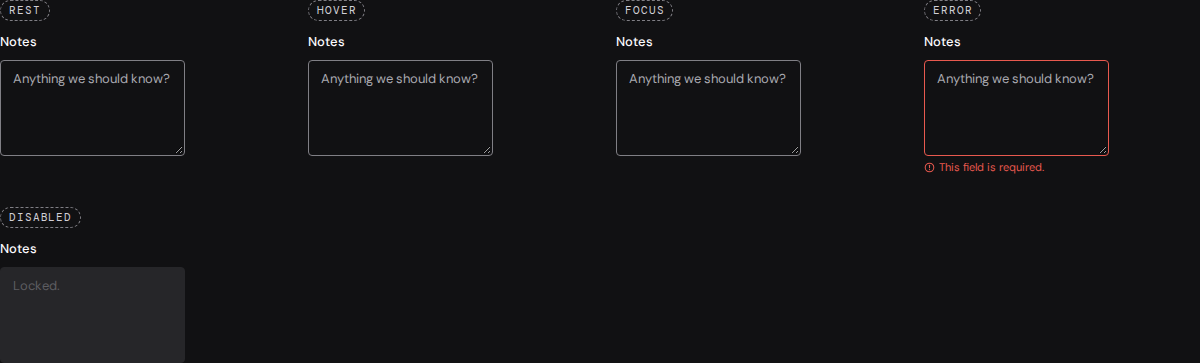 REST
HOVER
FOCUS
ERROR
Notes
Notes
Notes
Notes
Anything we should know?
Anything we should know?
Anything we should know?
Anything we should know?
This field is required.
DISABLED
Notes
Locked.